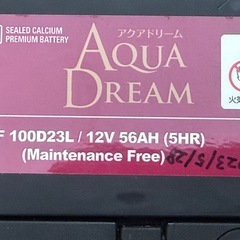 SEALED CALCIUM
PREMIUM BATTERY
アクアドリーム
AQUA
DREAM
F 100D23L / 12V 56AH (5HR)
(Maintenance Free)
火気